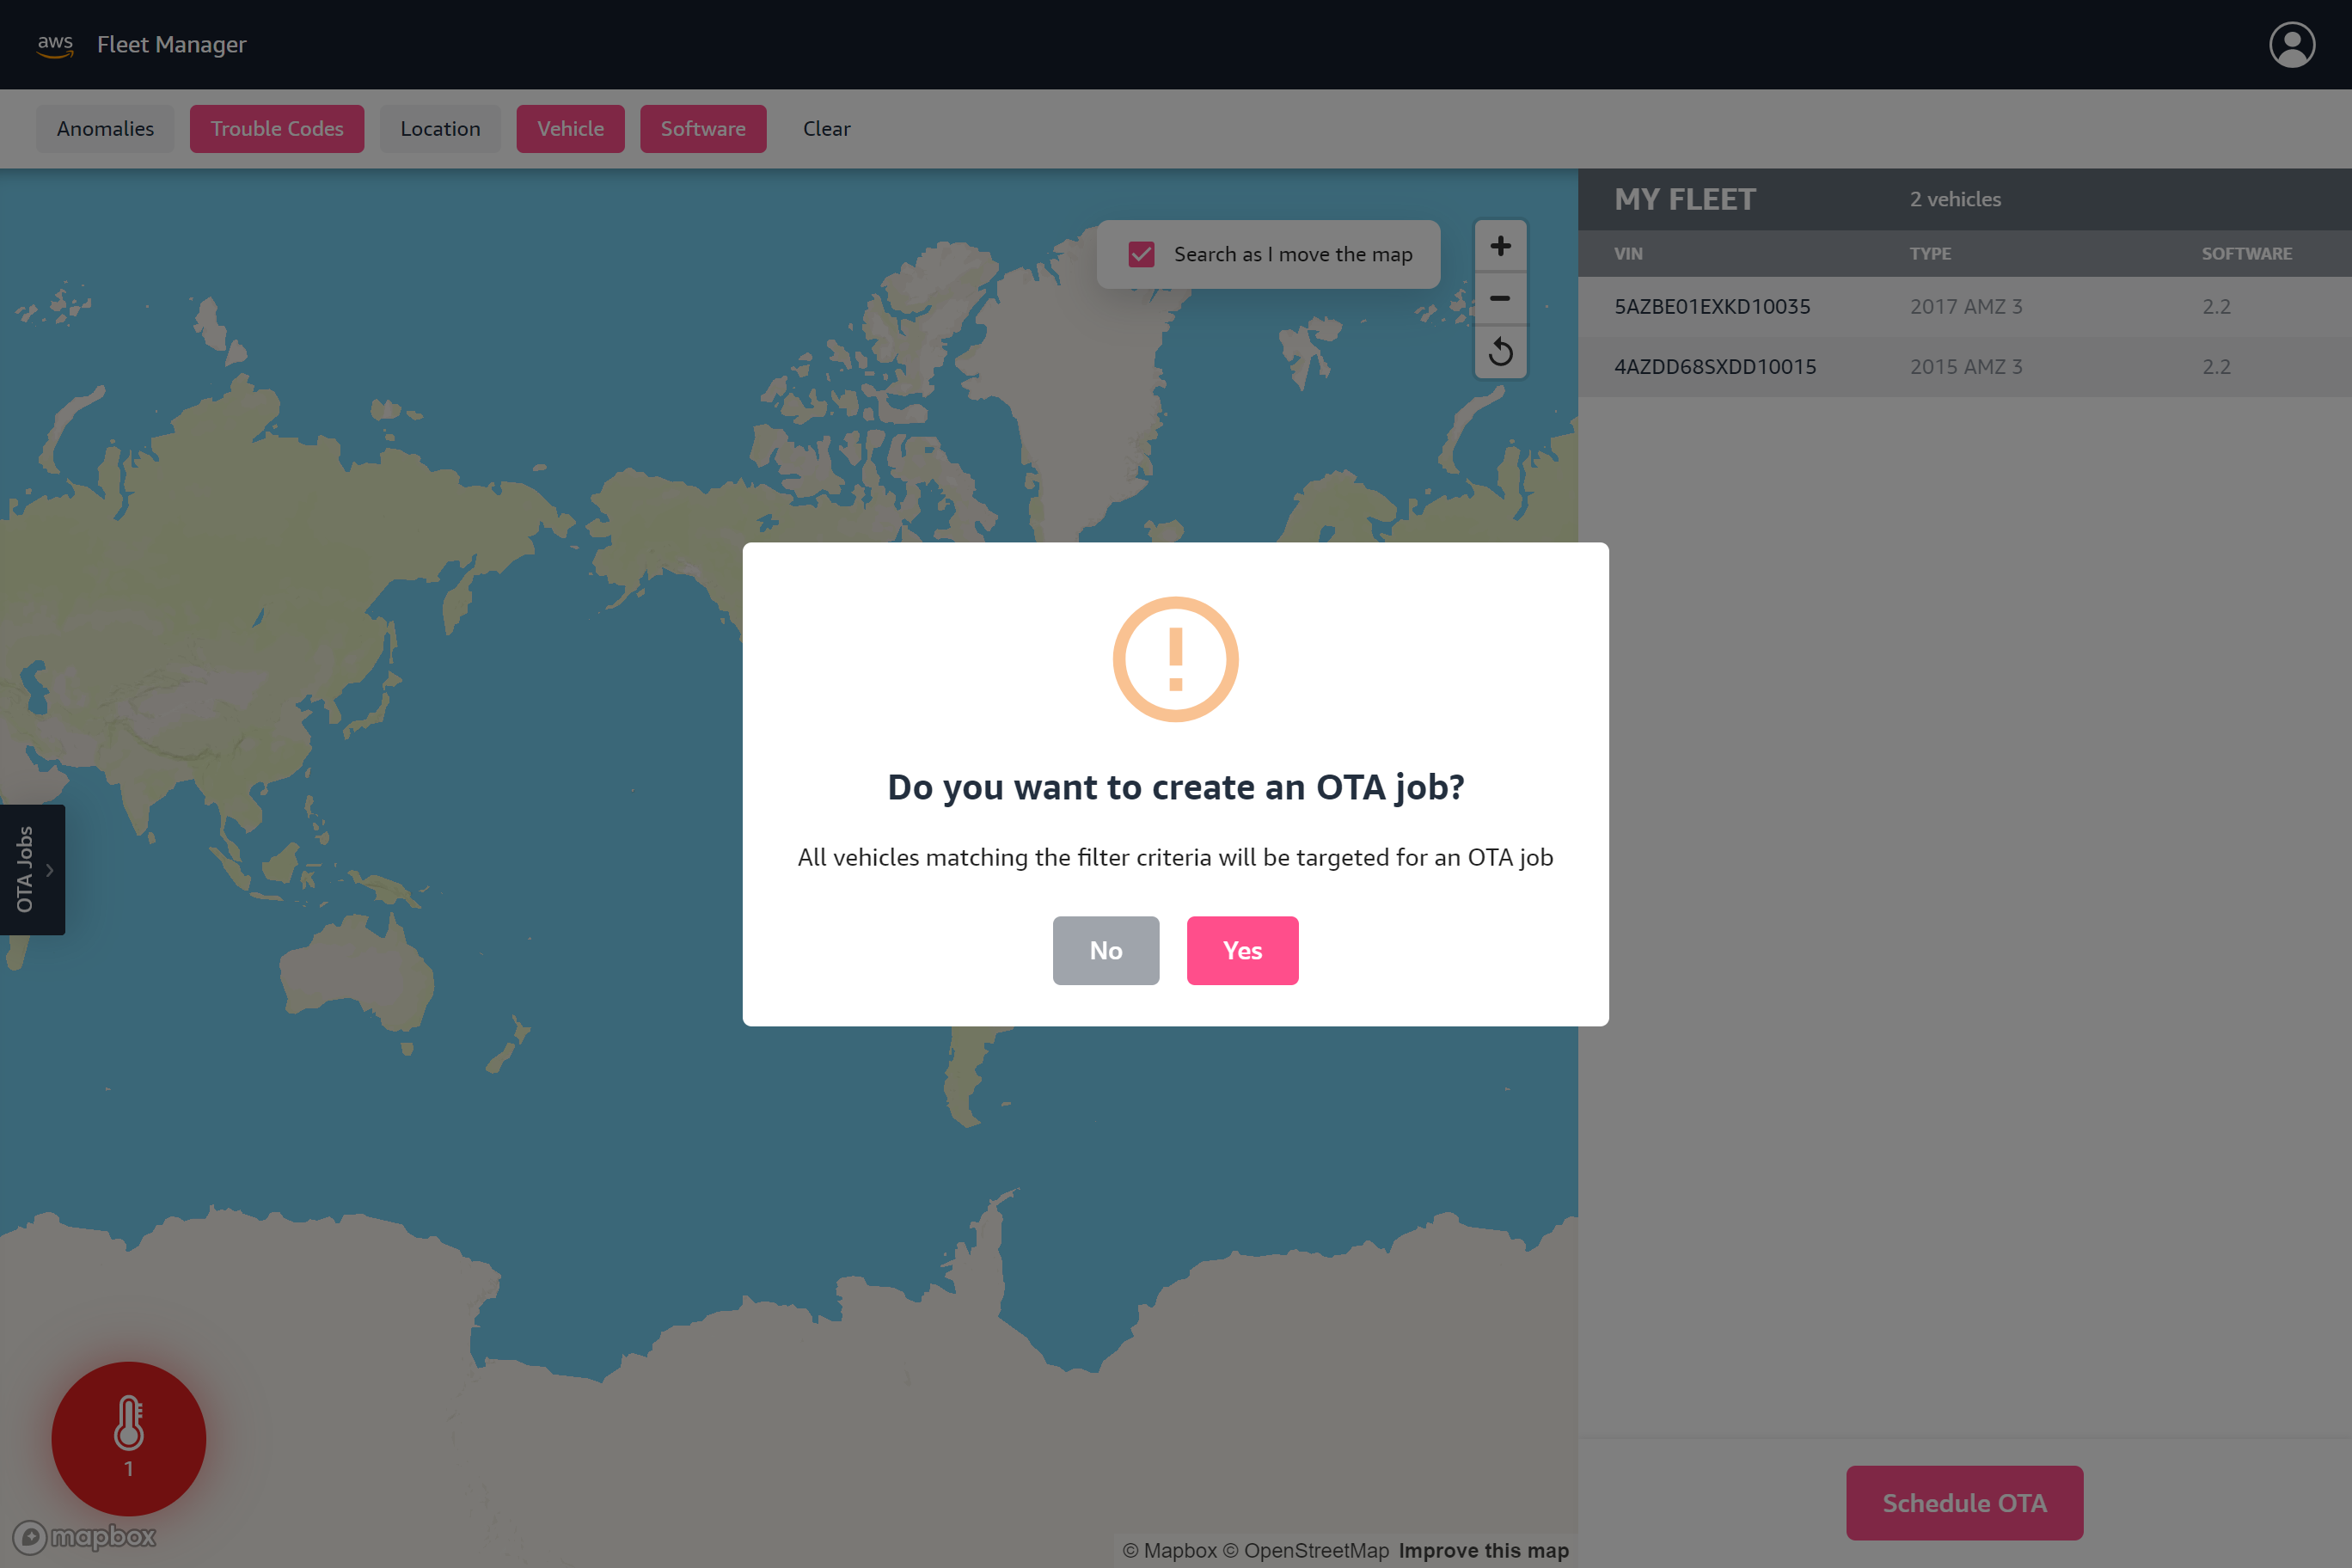 aws Fleet Manager
Anomalies Trouble Codes Location Vehicle Software Clear
Search as I move the map
MY FLEET 2 vehicles
VIN TYPE SOFTWARE
5AZBE01EXKD10035 2017 AMZ 3 2.2
4AZDD68SXDD10015 2015 AMZ 3 2.2
Do you want to create an OTA job?
All vehicles matching the filter criteria will be targeted for an OTA job
No Yes
OTA Jobs
1
Schedule OTA
mapbox
© Mapbox © OpenStreetMap Improve this map